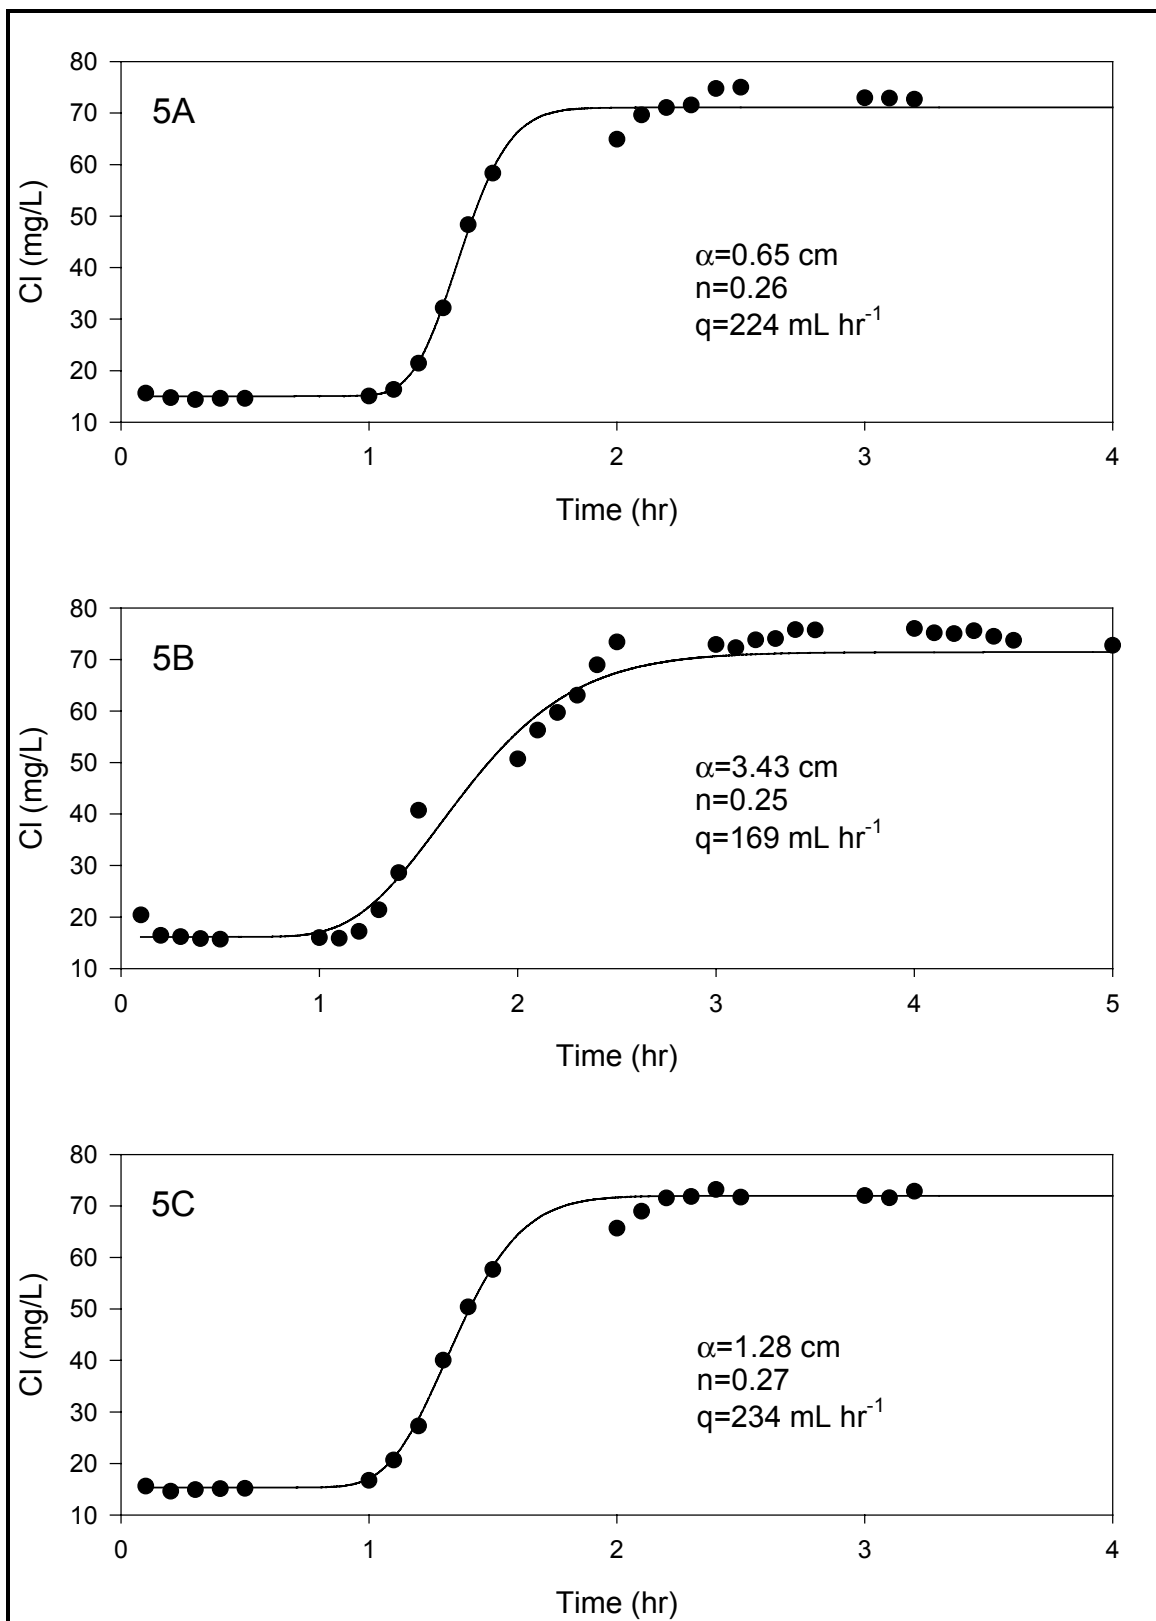 80
70
60
50
40
30
20
10
Cl (mg/L)
5A
α=0.65 cm
n=0.26
q=224 mL hr-1
0 1 2 3 4
Time (hr)
80
70
60
50
40
30
20
10
Cl (mg/L)
5B
α=3.43 cm
n=0.25
q=169 mL hr-1
0 1 2 3 4 5
Time (hr)
80
70
60
50
40
30
20
10
Cl (mg/L)
5C
α=1.28 cm
n=0.27
q=234 mL hr-1
0 1 2 3 4
Time (hr)